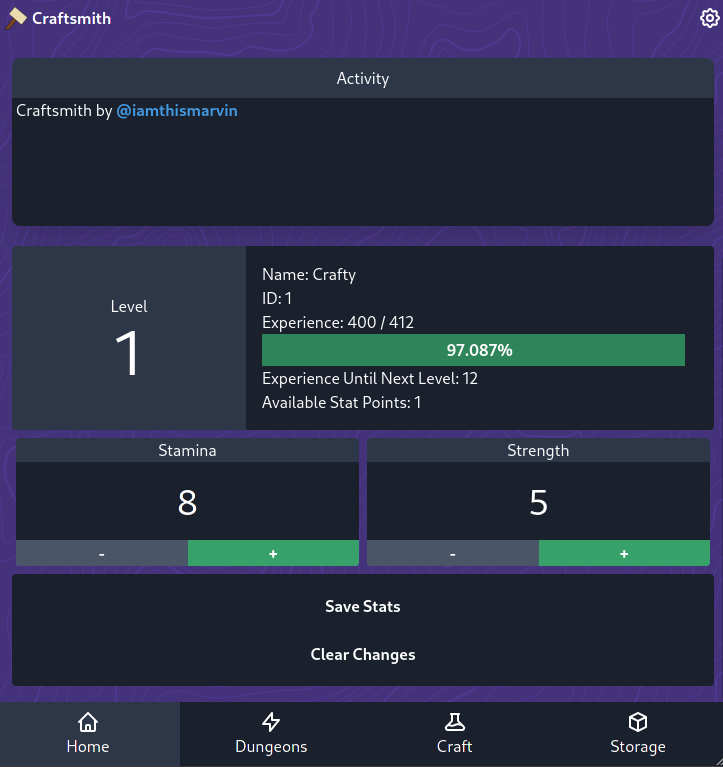 Craftsmith
Activity
Craftsmith by @iamthismarvin
Level
1
Name: Crafty
ID: 1
Experience: 400 / 412
97.087%
Experience Until Next Level: 12
Available Stat Points: 1
Stamina
8
- +
Strength
5
- +
Save Stats
Clear Changes
Home Dungeons Craft Storage